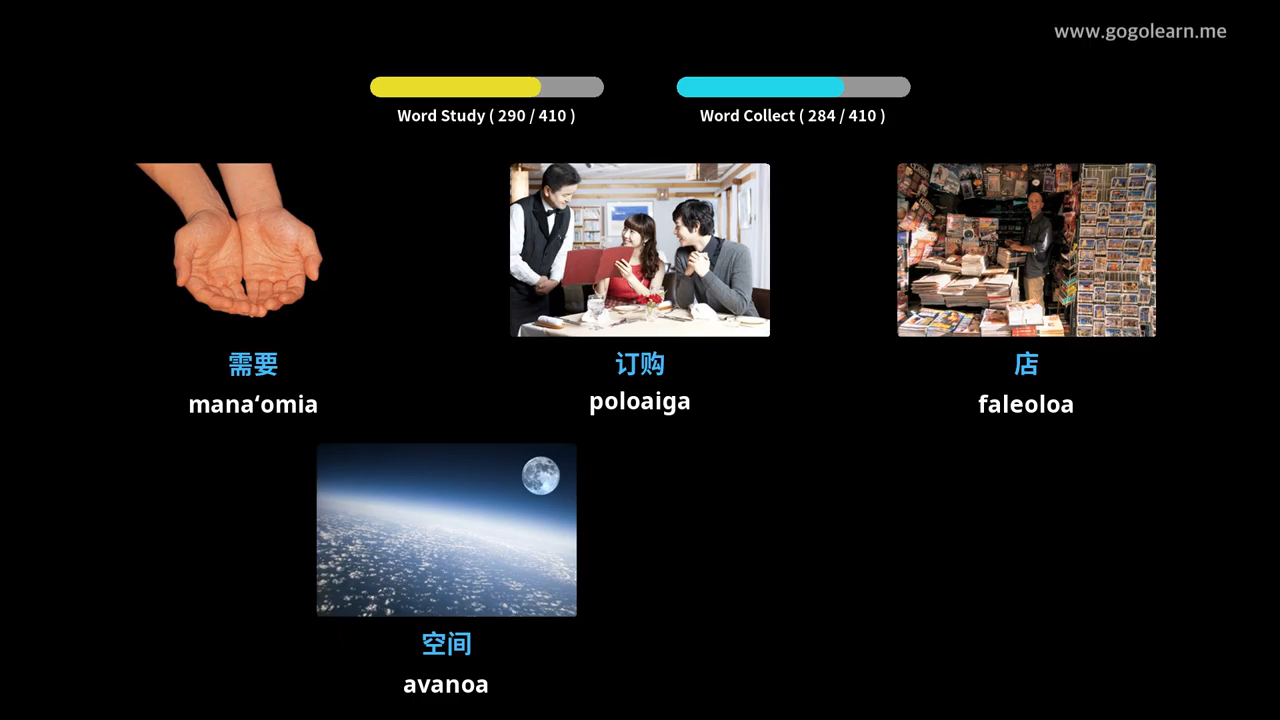 www.gogolearn.me
Word Study ( 290 / 410 )
Word Collect ( 284 / 410 )
需要
manaʻomia
订购
poloaiga
店
faleoloa
空间
avanoa